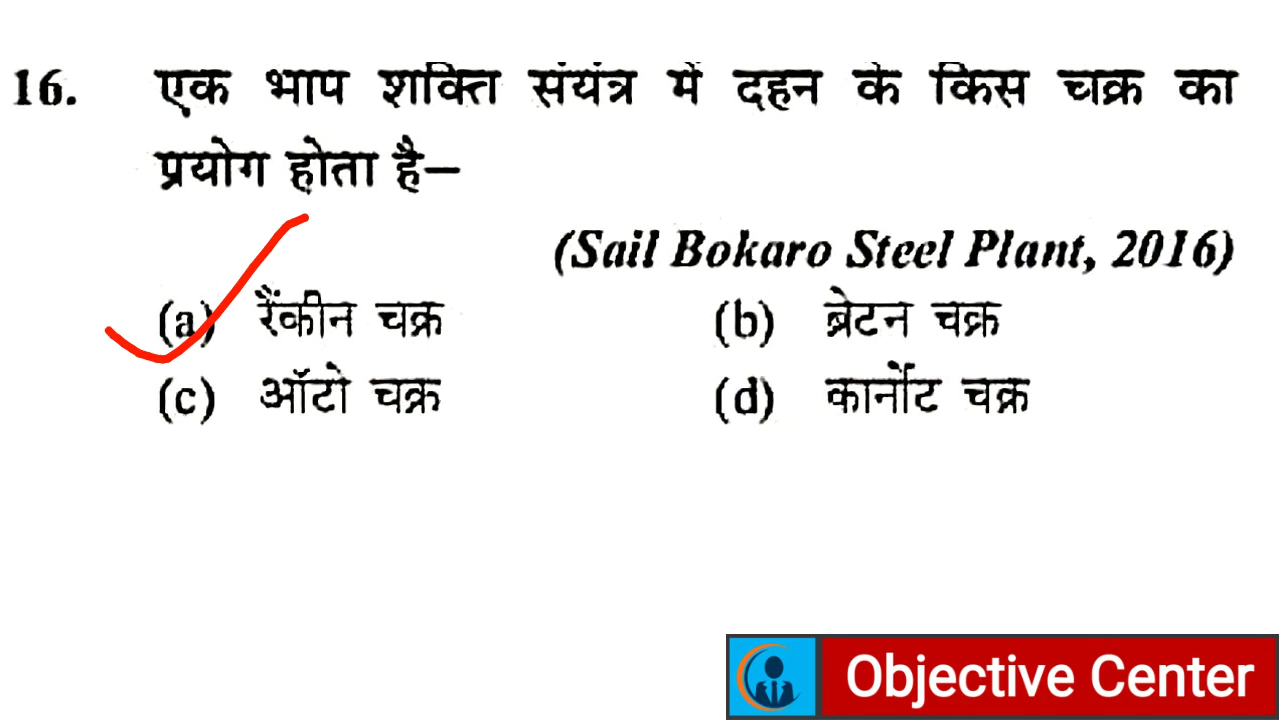 16. एक भाप शक्ति संयंत्र में दहन के किस चक्र का
प्रयोग होता है–
(Sail Bokaro Steel Plant, 2016)
(a) रैंकीन चक्र (b) ब्रेटन चक्र
(c) ऑटो चक्र (d) कार्नोट चक्र
Objective Center